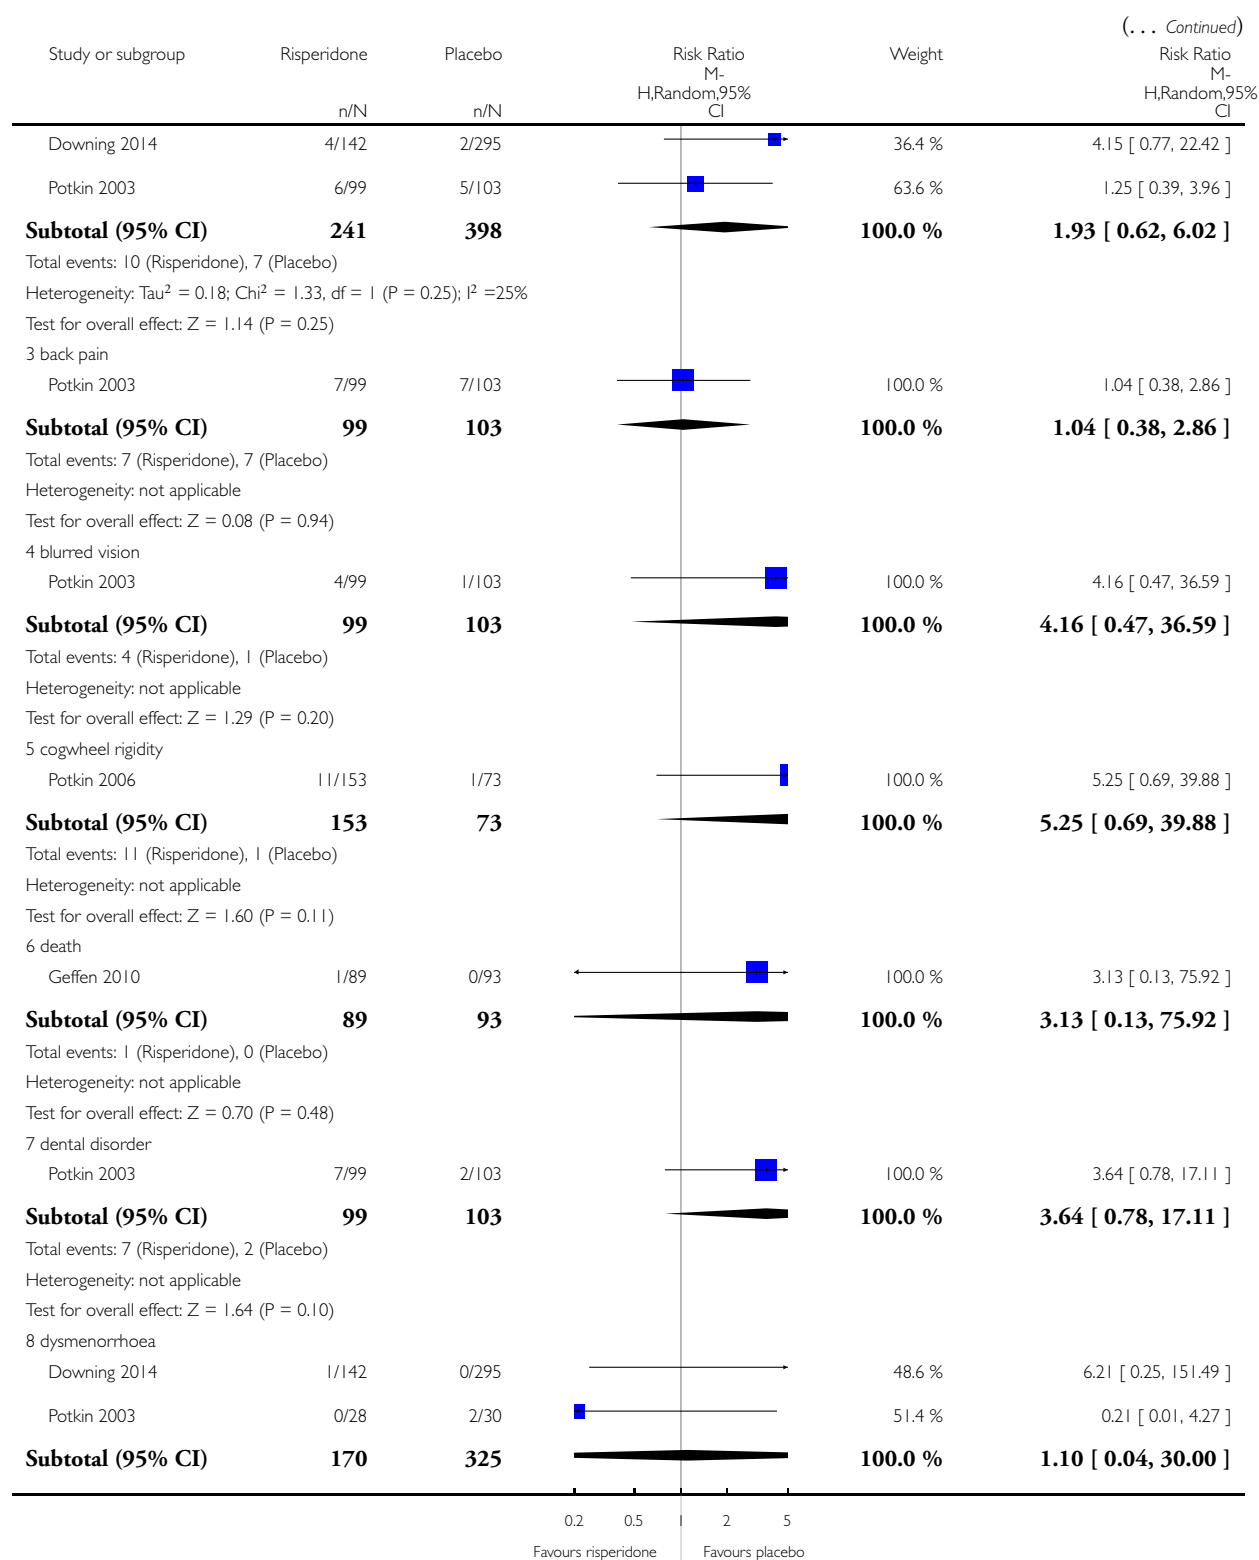 (... Continued)
Study or subgroup Risperidone Placebo Risk Ratio Weight Risk Ratio
M- M-
H,Random,95% H,Random,95%
n/N n/N CI CI
Downing 2014 4/142 2/295 36.4 % 4.15 [ 0.77, 22.42 ]
Potkin 2003 6/99 5/103 63.6 % 1.25 [ 0.39, 3.96 ]
Subtotal (95% CI) 241 398 100.0 % 1.93 [ 0.62, 6.02 ]
Total events: 10 (Risperidone), 7 (Placebo)
Heterogeneity: Tau² = 0.18; Chi² = 1.33, df = 1 (P = 0.25); I² =25%
Test for overall effect: Z = 1.14 (P = 0.25)
3 back pain
Potkin 2003 7/99 7/103 100.0 % 1.04 [ 0.38, 2.86 ]
Subtotal (95% CI) 99 103 100.0 % 1.04 [ 0.38, 2.86 ]
Total events: 7 (Risperidone), 7 (Placebo)
Heterogeneity: not applicable
Test for overall effect: Z = 0.08 (P = 0.94)
4 blurred vision
Potkin 2003 4/99 1/103 100.0 % 4.16 [ 0.47, 36.59 ]
Subtotal (95% CI) 99 103 100.0 % 4.16 [ 0.47, 36.59 ]
Total events: 4 (Risperidone), 1 (Placebo)
Heterogeneity: not applicable
Test for overall effect: Z = 1.29 (P = 0.20)
5 cogwheel rigidity
Potkin 2006 11/153 1/73 100.0 % 5.25 [ 0.69, 39.88 ]
Subtotal (95% CI) 153 73 100.0 % 5.25 [ 0.69, 39.88 ]
Total events: 11 (Risperidone), 1 (Placebo)
Heterogeneity: not applicable
Test for overall effect: Z = 1.60 (P = 0.11)
6 death
Geffen 2010 1/89 0/93 100.0 % 3.13 [ 0.13, 75.92 ]
Subtotal (95% CI) 89 93 100.0 % 3.13 [ 0.13, 75.92 ]
Total events: 1 (Risperidone), 0 (Placebo)
Heterogeneity: not applicable
Test for overall effect: Z = 0.70 (P = 0.48)
7 dental disorder
Potkin 2003 7/99 2/103 100.0 % 3.64 [ 0.78, 17.11 ]
Subtotal (95% CI) 99 103 100.0 % 3.64 [ 0.78, 17.11 ]
Total events: 7 (Risperidone), 2 (Placebo)
Heterogeneity: not applicable
Test for overall effect: Z = 1.64 (P = 0.10)
8 dysmenorrhoea
Downing 2014 1/142 0/295 48.6 % 6.21 [ 0.25, 151.49 ]
Potkin 2003 0/28 2/30 51.4 % 0.21 [ 0.01, 4.27 ]
Subtotal (95% CI) 170 325 100.0 % 1.10 [ 0.04, 30.00 ]
0.2 0.5 1 2 5
Favours risperidone Favours placebo